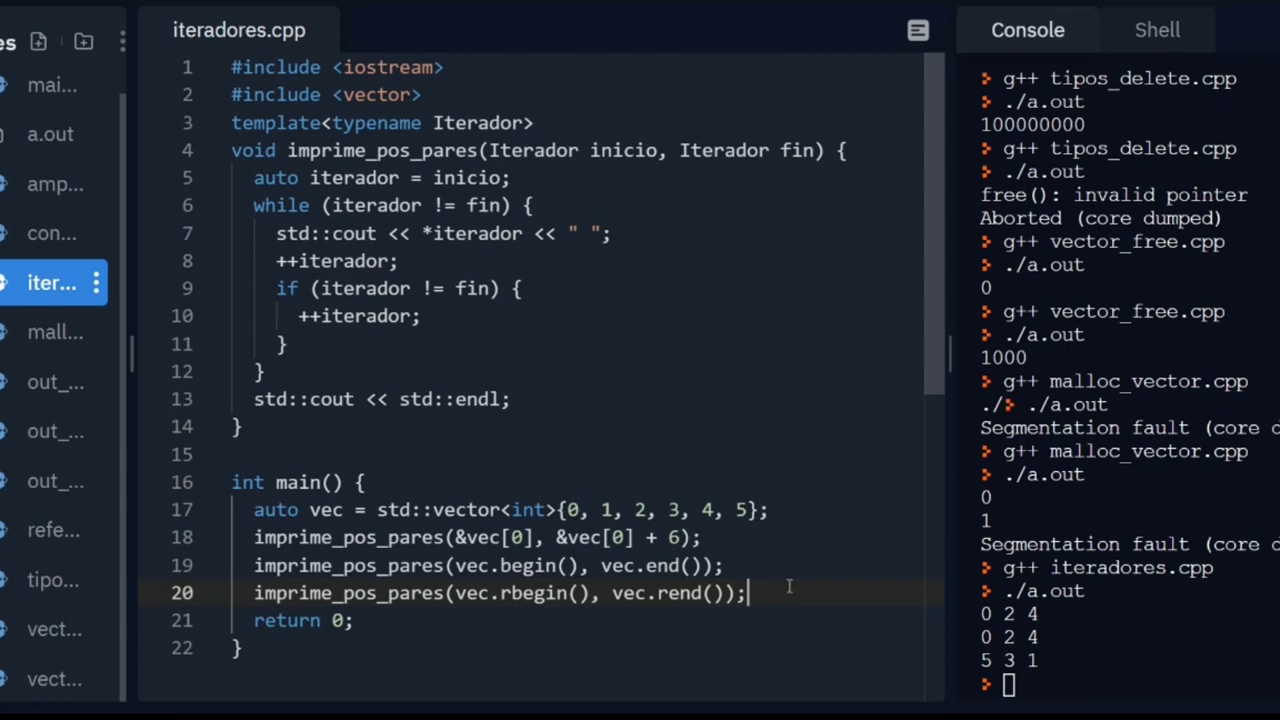 es
mai...
a.out
amp...
con...
iter...
mall...
out_...
out_...
out_...
refe...
tipo...
vect...
vect...
iteradores.cpp
1 #include <iostream>
2 #include <vector>
3 template<typename Iterador>
4 void imprime_pos_pares(Iterador inicio, Iterador fin) {
5 auto iterador = inicio;
6 while (iterador != fin) {
7 std::cout << *iterador << " ";
8 ++iterador;
9 if (iterador != fin) {
10 ++iterador;
11 }
12 }
13 std::cout << std::endl;
14 }
15
16 int main() {
17 auto vec = std::vector<int>{0, 1, 2, 3, 4, 5};
18 imprime_pos_pares(&vec[0], &vec[0] + 6);
19 imprime_pos_pares(vec.begin(), vec.end());
20 imprime_pos_pares(vec.rbegin(), vec.rend());
21 return 0;
22 }
Console Shell
g++ tipos_delete.cpp
./a.out
100000000
g++ tipos_delete.cpp
./a.out
free(): invalid pointer
Aborted (core dumped)
g++ vector_free.cpp
./a.out
0
g++ vector_free.cpp
./a.out
1000
g++ malloc_vector.cpp
./ ./a.out
Segmentation fault (core d
g++ malloc_vector.cpp
./a.out
0
1
Segmentation fault (core d
g++ iteradores.cpp
./a.out
0 2 4
0 2 4
5 3 1